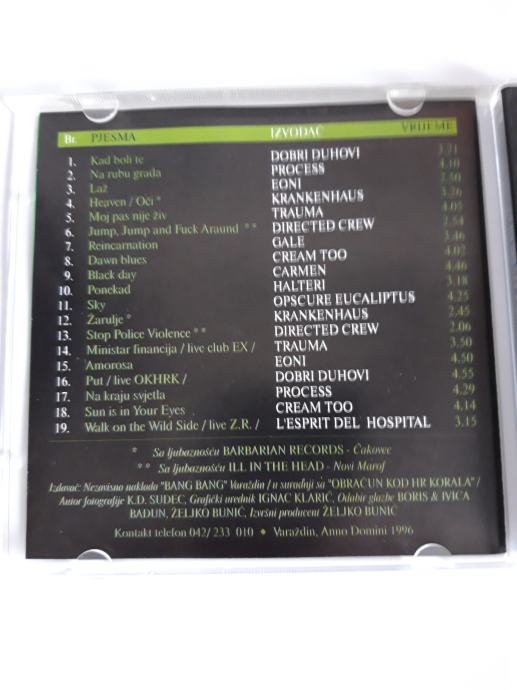 Br. PJESMA IZVOĐAČ VRIJEME
1. Kad boli te DOBRI DUHOVI 3.21
2. Na rubu grada PROCESS 4.10
3. Laž EONI 2.50
4. Heaven / Oči * KRANKENHAUS 3.26
5. Moj pas nije živ TRAUMA 4.05
6. Jump, Jump and Fuck Araund * * DIRECTED CREW 2.54
7. Reincarnation GALE 3.46
8. Dawn blues CREAM TOO 4.02
9. Black day CARMEN 4.46
10. Ponekad HALTERI 3.18
11. Sky OPSCURE EUCALIPTUS 4.25
12. Žarulje * KRANKENHAUS 2.45
13. Stop Police Violence * * DIRECTED CREW 2.06
14. Ministar financija / live club EX / TRAUMA 3.50
15. Amorosa EONI 4.50
16. Put / live OKHRK / DOBRI DUHOVI 4.55
17. Na kraju svjetla PROCESS 4.29
18. Sun is in Your Eyes CREAM TOO 4.14
19. Walk on the Wild Side / live Z.R. / L'ESPRIT DEL HOSPITAL 3.15
* Sa ljubaznošću BARBARIAN RECORDS - Čakovec
* * Sa ljubaznošću ILL IN THE HEAD - Novi Marof
Izdavač: Nezavisna naklada "BANG BANG" Varaždin / u suradnji sa "OBRAČUN KOD HR KORALA" /
Autor fotografije K.D. SUDEC, Grafički urednik IGNAC KLARIĆ, Odabir glazbe BORIS & IVICA
BADUN, ŽELJKO BUNIĆ, Izvršni producent ŽELJKO BUNIĆ
Kontakt telefon 042/ 233 010 • Varaždin, Anno Domini 1996